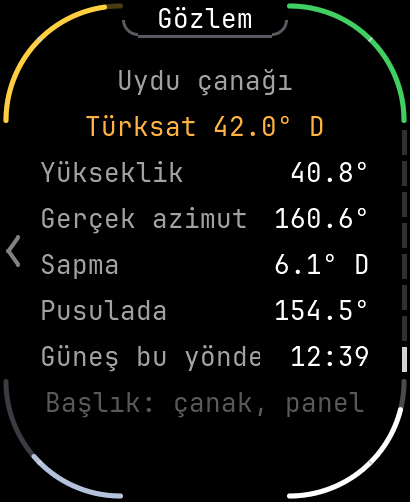 Gözlem
Uydu çanağı
Türksat 42.0° D
Yükseklik 40.8°
Gerçek azimut 160.6°
Sapma 6.1° D
Pusulada 154.5°
Güneş bu yönde 12:39
Başlık: çanak, panel